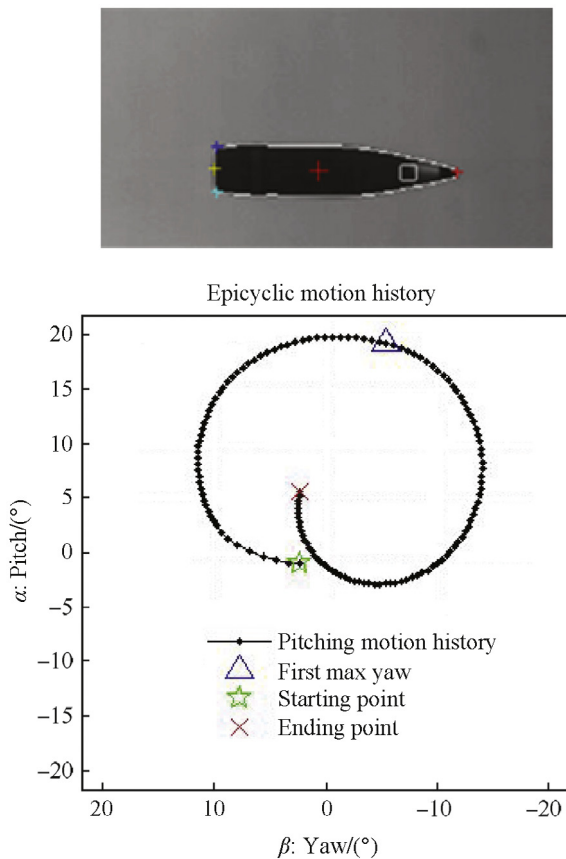 Epicyclic motion history
α: Pitch/(°)
20
15
10
5
0
–5
–10
–15
–20
Pitching motion history
First max yaw
Starting point
Ending point
20
10
0
–10
–20
β: Yaw/(°)